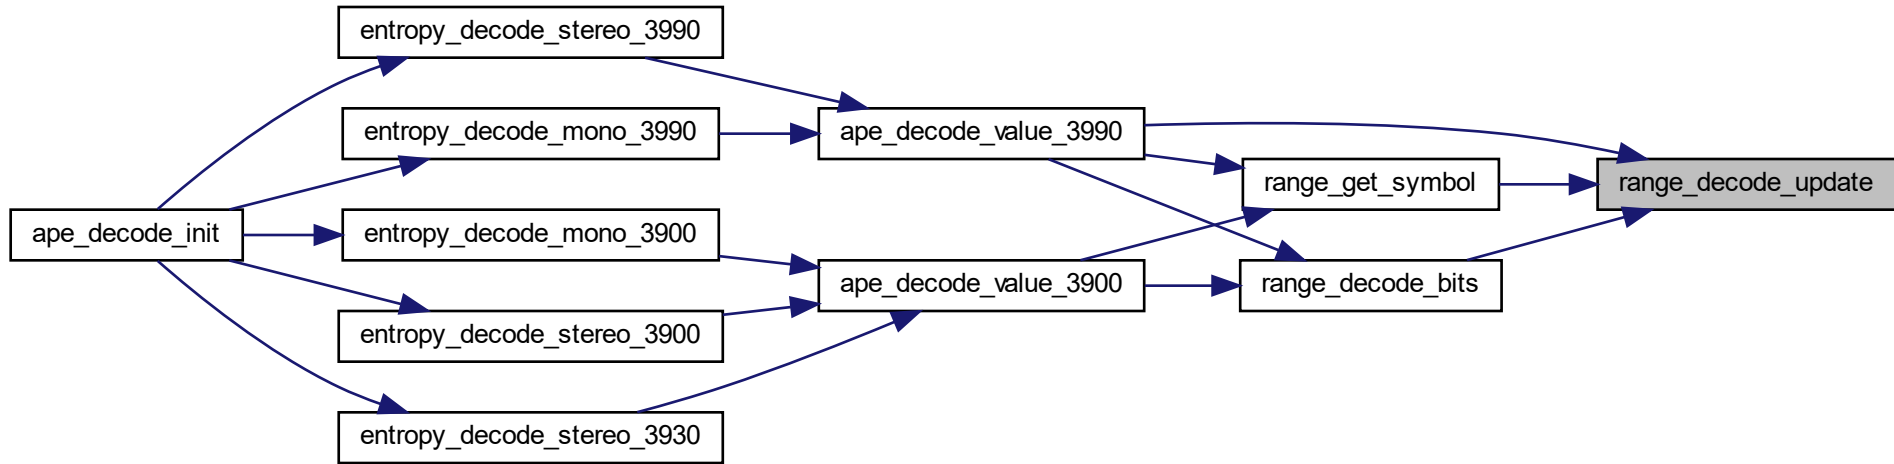 entropy_decode_stereo_3990
entropy_decode_mono_3990
ape_decode_value_3990
range_get_symbol
range_decode_update
ape_decode_init
entropy_decode_mono_3900
ape_decode_value_3900
range_decode_bits
entropy_decode_stereo_3900
entropy_decode_stereo_3930